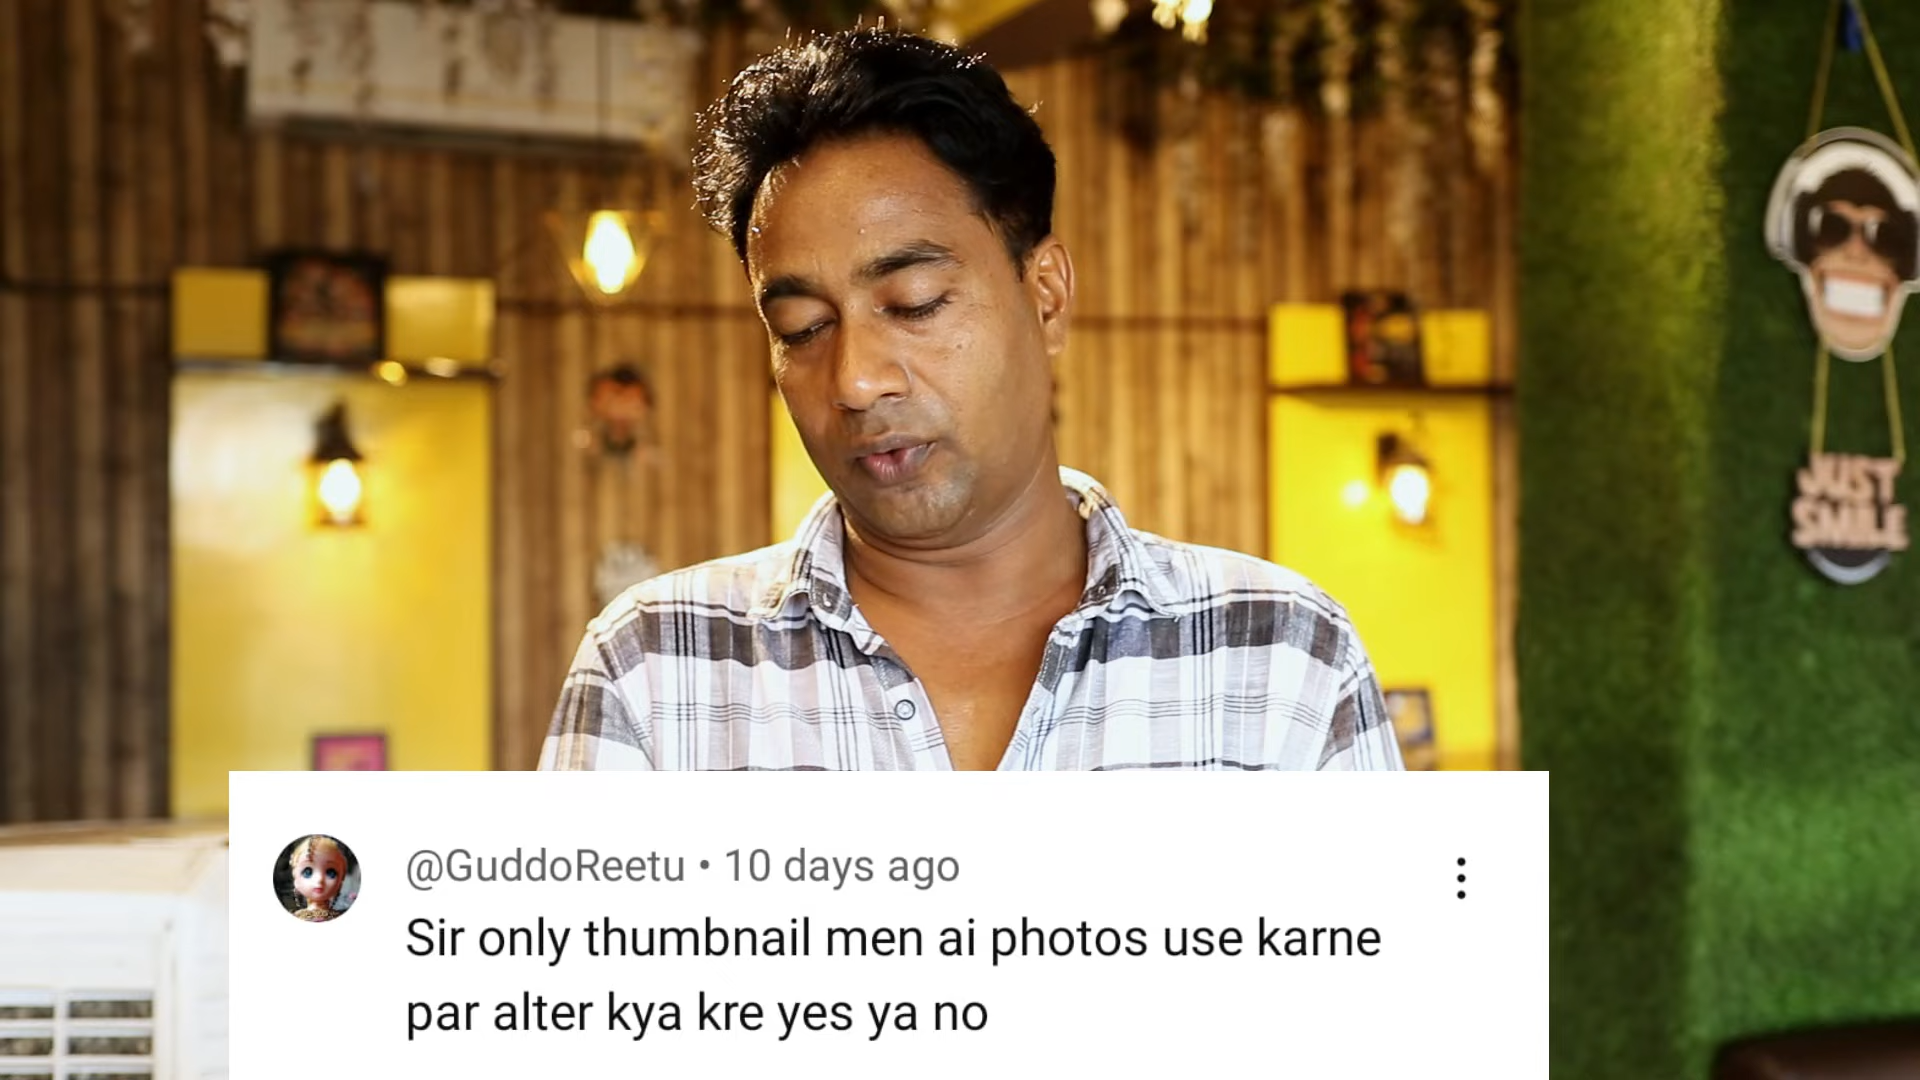 JUST
SMILE
@GuddoReetu • 10 days ago
Sir only thumbnail men ai photos use karne
par alter kya kre yes ya no